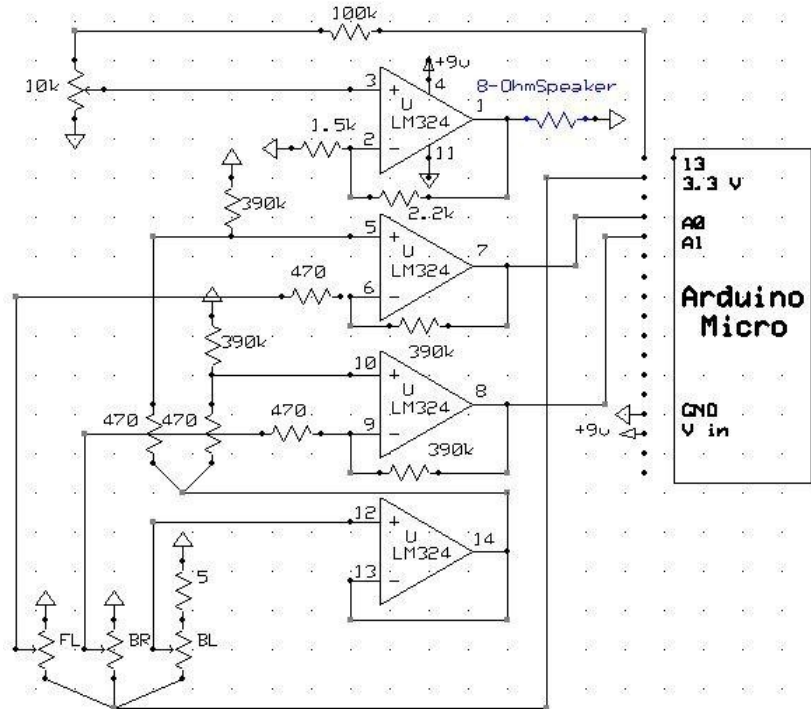 100k
+9v
10k
3
4
8-OhmSpeaker
U
LM324
1
1.5k
2
11
2.2k
13
3.3 V
390k
A0
A1
5
U
LM324
7
470
6
390k
Arduino
Micro
390k
10
U
LM324
8
470
470
470
9
390k
GND
+9v
V in
12
U
LM324
14
13
5
FL
BR
BL